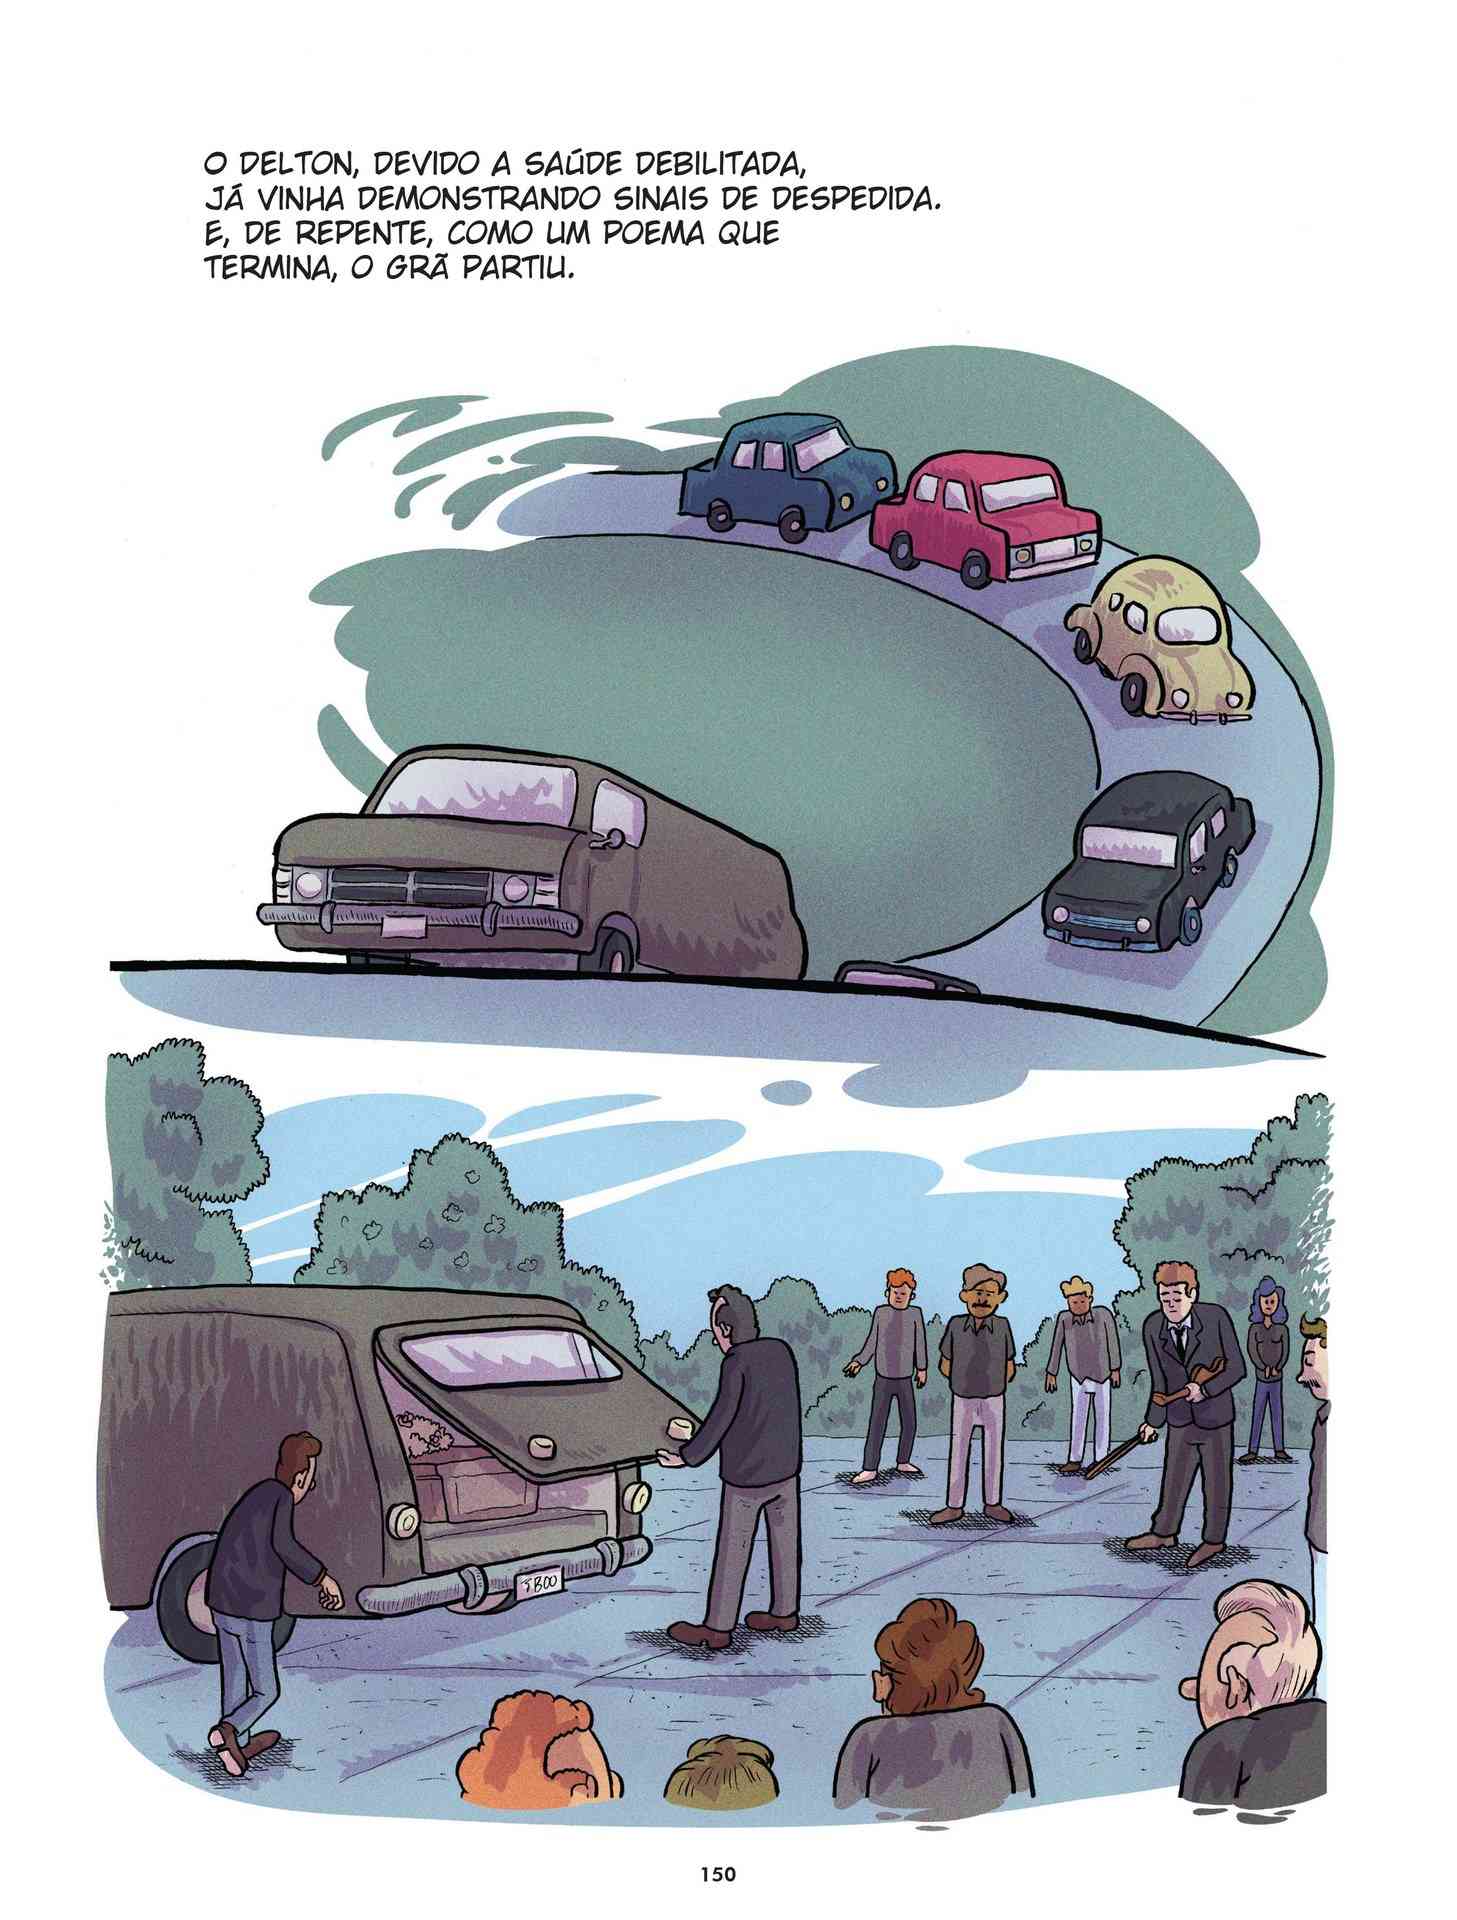 O DELTON, DEVIDO A SAÚDE DEBILITADA,
JÁ VINHA DEMONSTRANDO SINAIS DE DESPEDIDA.
E, DE REPENTE, COMO UM POEMA QUE
TERMINA, O GRÃ PARTIU.
150